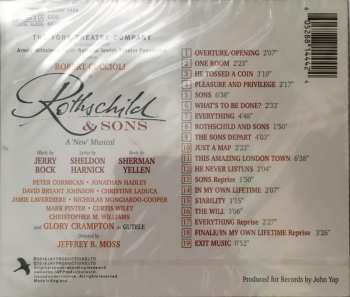 THE YORK THEATRE COMPANY
ROBERT CUCCIOLI
Rothschild
& SONS
A New Musical
Music by
JERRY
BOCK
Lyrics by
SHELDON
HARNICK
Book by
SHERMAN
YELLEN
PETER CORMICAN • JONATHAN HADLEY
DAVID BRYANT JOHNSON • CHRISTINE LADUCA
JAMIE LAVERDIERE • NICHOLAS MONGIARDO-COOPER
MARK PINTER • CURTIS WILEY
CHRISTOPHER M. WILLIAMS
and GLORY CRAMPTON as GUTELE
Directed by
JEFFREY B. MOSS
1 OVERTURE/OPENING 2'07"
2 ONE ROOM 2'23"
3 HE TOSSED A COIN 3'19"
4 PLEASURE AND PRIVILEGE 2'17"
5 SONS 6'38"
6 WHAT'S TO BE DONE? 2'32"
7 EVERYTHING 4'46"
8 ROTHSCHILD AND SONS 1'50"
9 THE SONS DEPART 4'03"
10 JUST A MAP 2'33"
11 THIS AMAZING LONDON TOWN 6'38"
12 HE NEVER LISTENS 3'04"
13 SONS Reprise 1'50"
14 IN MY OWN LIFETIME 2'07"
15 STABILITY 1'15"
16 THE WILL 1'06"
17 EVERYTHING Reprise 2'01"
18 FINALE/IN MY OWN LIFETIME Reprise 2'01"
19 EXIT MUSIC 0'52"
Produced for Records by John Yap